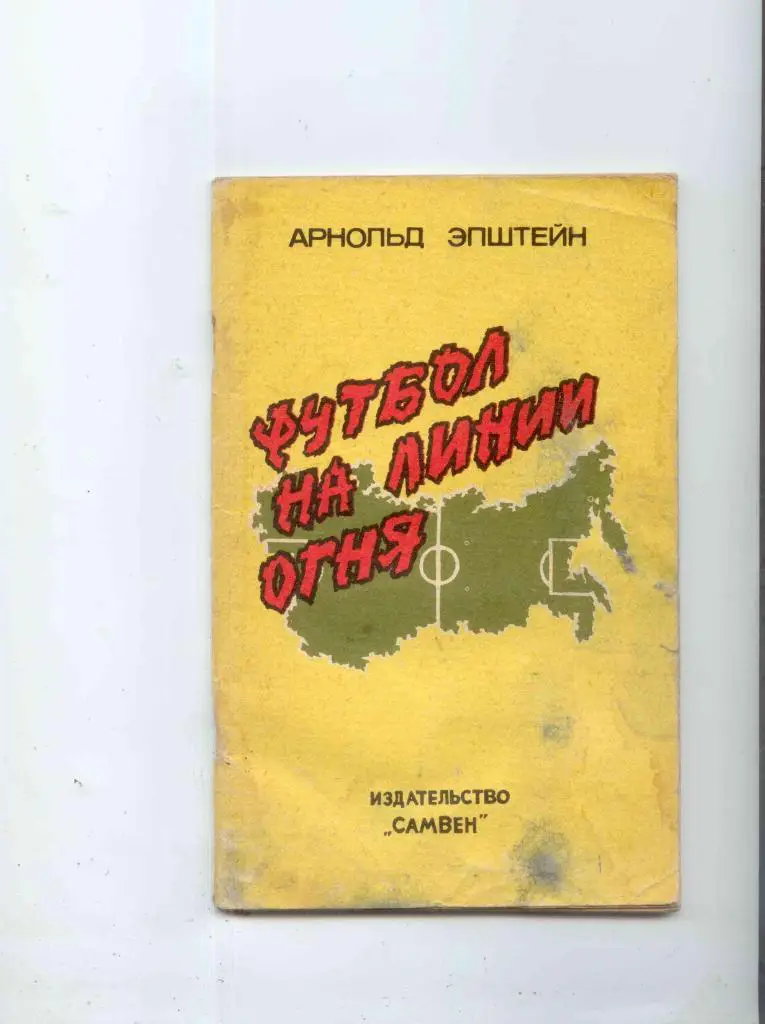 АРНОЛЬД ЭПШТЕЙН
ФУТБОЛ
НА ЛИНИИ
ОГНЯ
ИЗДАТЕЛЬСТВО
„САМВЕН"